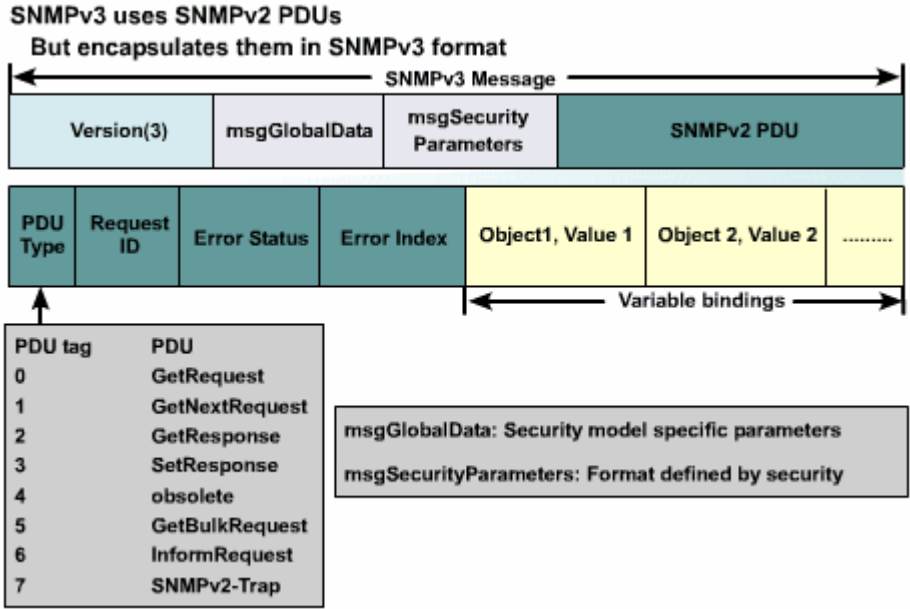 SNMPv3 uses SNMPv2 PDUs
But encapsulates them in SNMPv3 format
SNMPv3 Message
Version(3)
msgGlobalData
msgSecurity
Parameters
SNMPv2 PDU
PDU
Type
Request
ID
Error Status
Error Index
Object1, Value 1
Object 2, Value 2
.........
Variable bindings
PDU tag PDU
0 GetRequest
1 GetNextRequest
2 GetResponse
3 SetResponse
4 obsolete
5 GetBulkRequest
6 InformRequest
7 SNMPv2-Trap
msgGlobalData: Security model specific parameters
msgSecurityParameters: Format defined by security